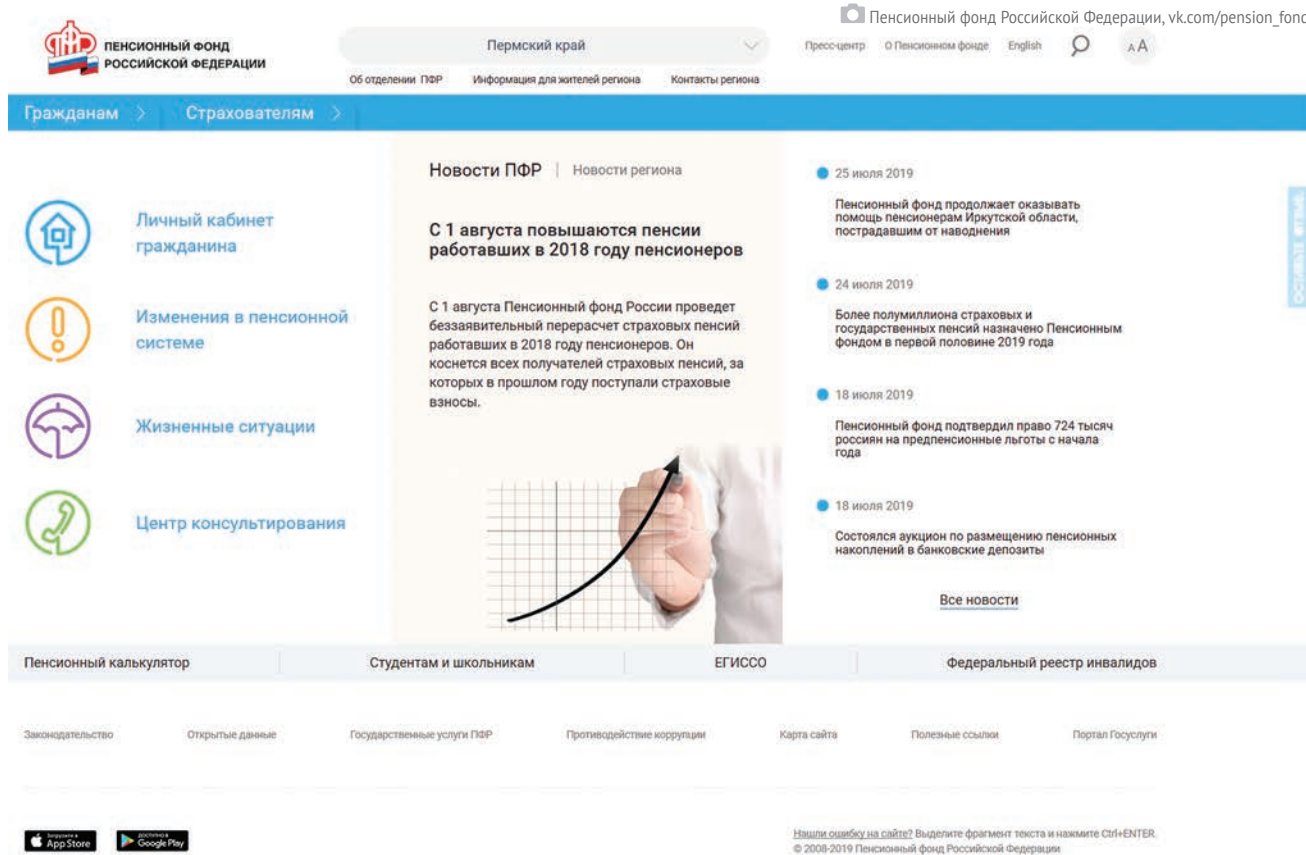 Пенсионный фонд Российской Федерации, vk.com/pension_fond
ПЕНСИОННЫЙ ФОНД
РОССИЙСКОЙ ФЕДЕРАЦИИ
Пермский край
Пресс-центр О Пенсионном фонде English AA
Об отделении ПФР Информация для жителей региона Контакты региона
Гражданам Страхователям
Личный кабинет
гражданина
Изменения в пенсионной
системе
Жизненные ситуации
Центр консультирования
Новости ПФР | Новости региона
С 1 августа повышаются пенсии
работавших в 2018 году пенсионеров
С 1 августа Пенсионный фонд России проведет
беззаявительный перерасчет страховых пенсий
работавших в 2018 году пенсионеров. Он
коснется всех получателей страховых пенсий, за
которых в прошлом году поступали страховые
взносы.
25 июля 2019
Пенсионный фонд продолжает оказывать
помощь пенсионерам Иркутской области,
пострадавшим от наводнения
24 июля 2019
Более полумиллиона страховых и
государственных пенсий назначено Пенсионным
фондом в первой половине 2019 года
18 июля 2019
Пенсионный фонд подтвердил право 724 тысяч
россиян на предпенсионные льготы с начала
года
18 июля 2019
Состоялся аукцион по размещению пенсионных
накоплений в банковские депозиты
Все новости
Пенсионный калькулятор Студентам и школьникам ЕГИССО Федеральный реестр инвалидов
Законодательство Открытые данные Государственные услуги ПФР Противодействие коррупции Карта сайта Полезные ссылки Портал Госуслуги
Загрузите в
App Store
ДОСТУПНО В
Google Play
Нашли ошибку на сайте? Выделите фрагмент текста и нажмите Ctrl+ENTER.
© 2008-2019 Пенсионный фонд Российской Федерации